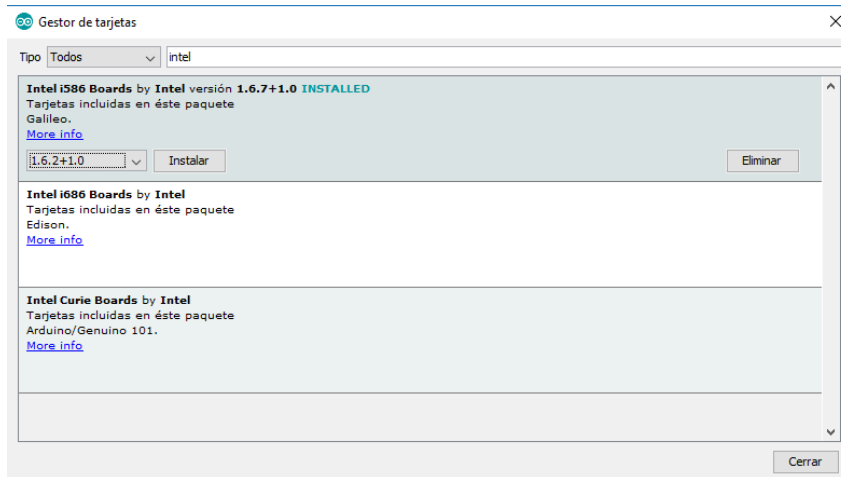 Gestor de tarjetas
Tipo Todos intel
Intel i586 Boards by Intel versión 1.6.7+1.0 INSTALLED
Tarjetas incluidas en éste paquete
Galileo.
More info
1.6.2+1.0 Instalar Eliminar
Intel i686 Boards by Intel
Tarjetas incluidas en éste paquete
Edison.
More info
Intel Curie Boards by Intel
Tarjetas incluidas en éste paquete
Arduino/Genuino 101.
More info
Cerrar